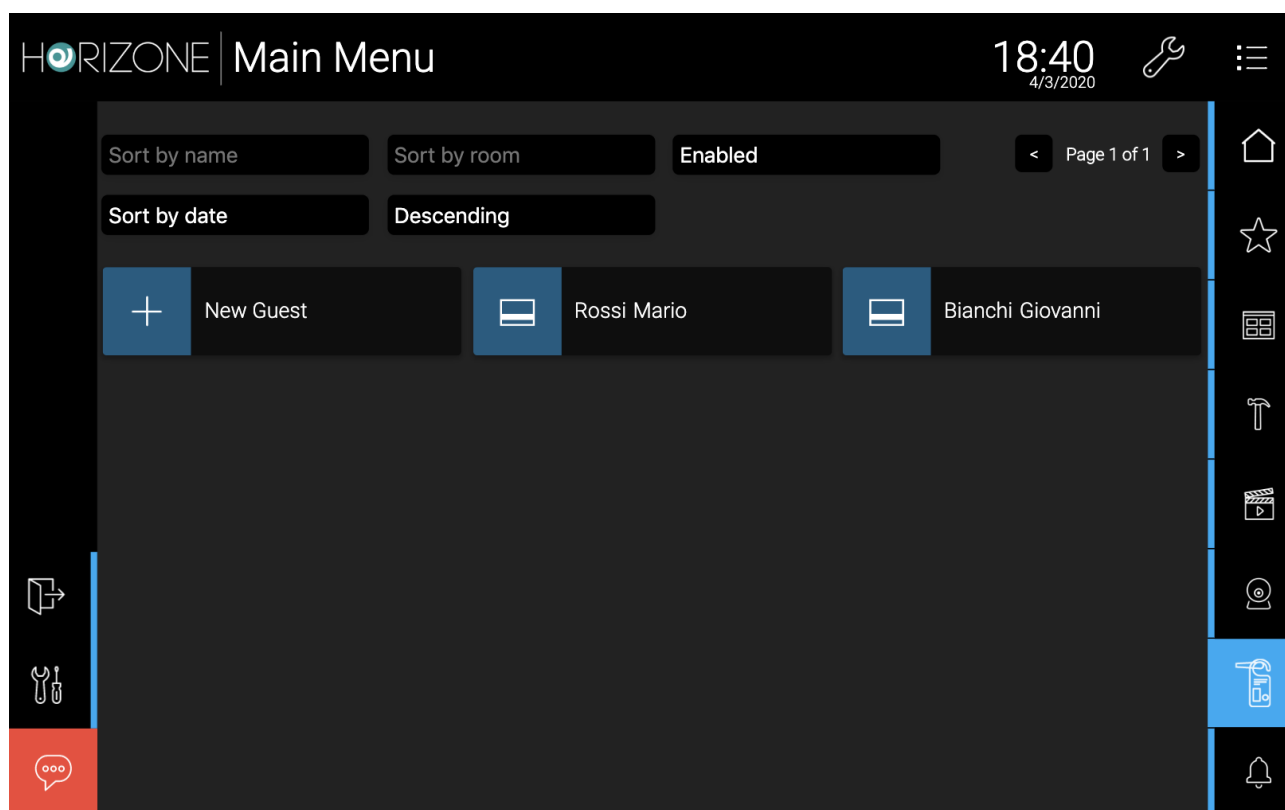 HORIZONE Main Menu
18:40
4/3/2020
Sort by name
Sort by room
Enabled
< Page 1 of 1 >
Sort by date
Descending
New Guest
Rossi Mario
Bianchi Giovanni